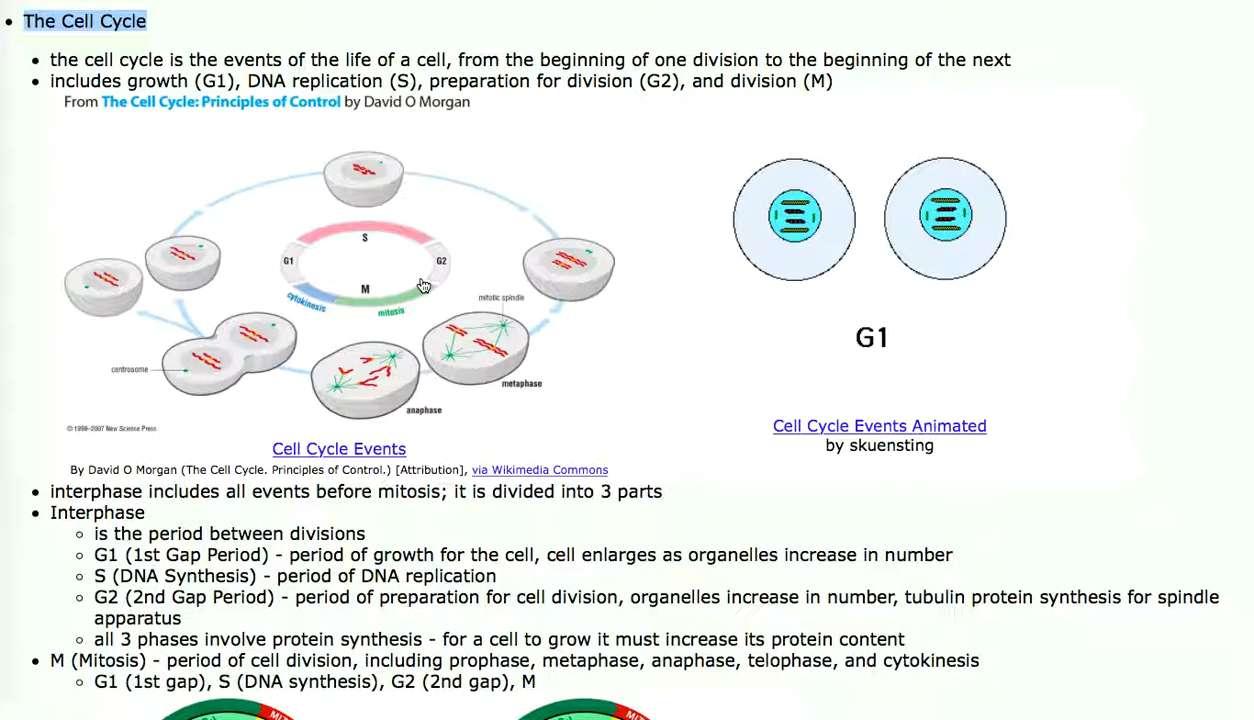 The Cell Cycle
the cell cycle is the events of the life of a cell, from the beginning of one division to the beginning of the next
includes growth (G1), DNA replication (S), preparation for division (G2), and division (M)
From The Cell Cycle: Principles of Control by David O Morgan
S
G1
G2
M
cytokinesis
mitosis
mitotic spindle
centrosome
metaphase
anaphase
© 1999-2007 New Science Press
G1
Cell Cycle Events
Cell Cycle Events Animated
by skuensting
By David O Morgan (The Cell Cycle. Principles of Control.) [Attribution], via Wikimedia Commons
interphase includes all events before mitosis; it is divided into 3 parts
Interphase
is the period between divisions
G1 (1st Gap Period) - period of growth for the cell, cell enlarges as organelles increase in number
S (DNA Synthesis) - period of DNA replication
G2 (2nd Gap Period) - period of preparation for cell division, organelles increase in number, tubulin protein synthesis for spindle
apparatus
all 3 phases involve protein synthesis - for a cell to grow it must increase its protein content
M (Mitosis) - period of cell division, including prophase, metaphase, anaphase, telophase, and cytokinesis
G1 (1st gap), S (DNA synthesis), G2 (2nd gap), M